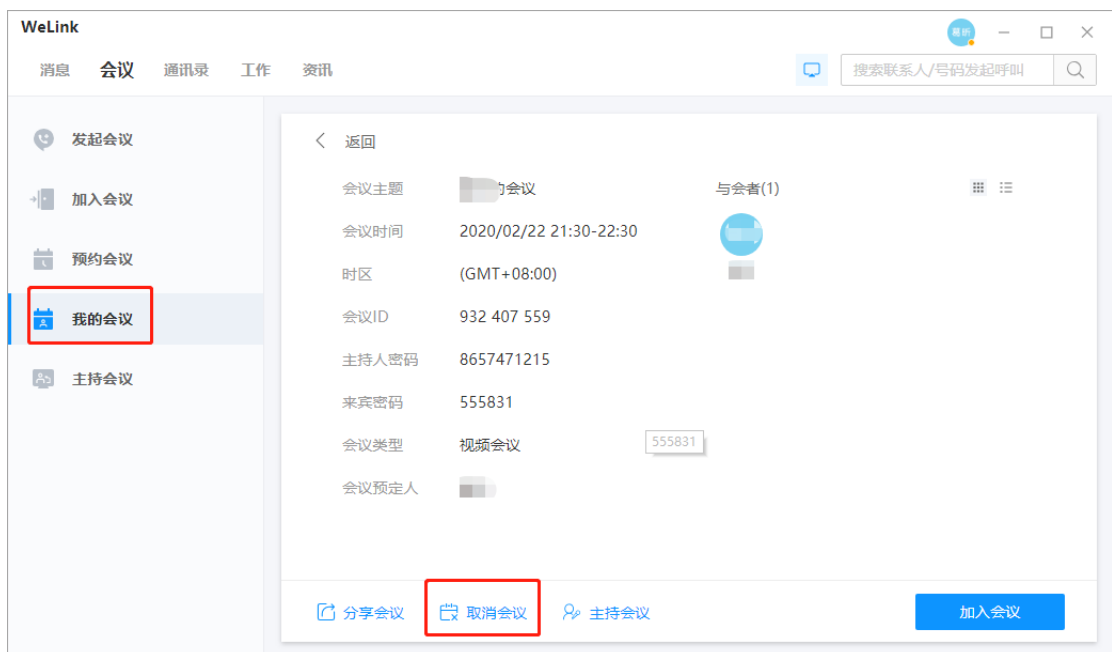 WeLink
易昕
消息 会议 通讯录 工作 资讯
搜索联系人/号码发起呼叫
发起会议
加入会议
预约会议
我的会议
主持会议
返回
会议主题 的会议 与会者(1)
会议时间 2020/02/22 21:30-22:30
时区 (GMT+08:00)
会议ID 932 407 559
主持人密码 8657471215
来宾密码 555831
会议类型 视频会议
555831
会议预定人
分享会议 取消会议 主持会议 加入会议